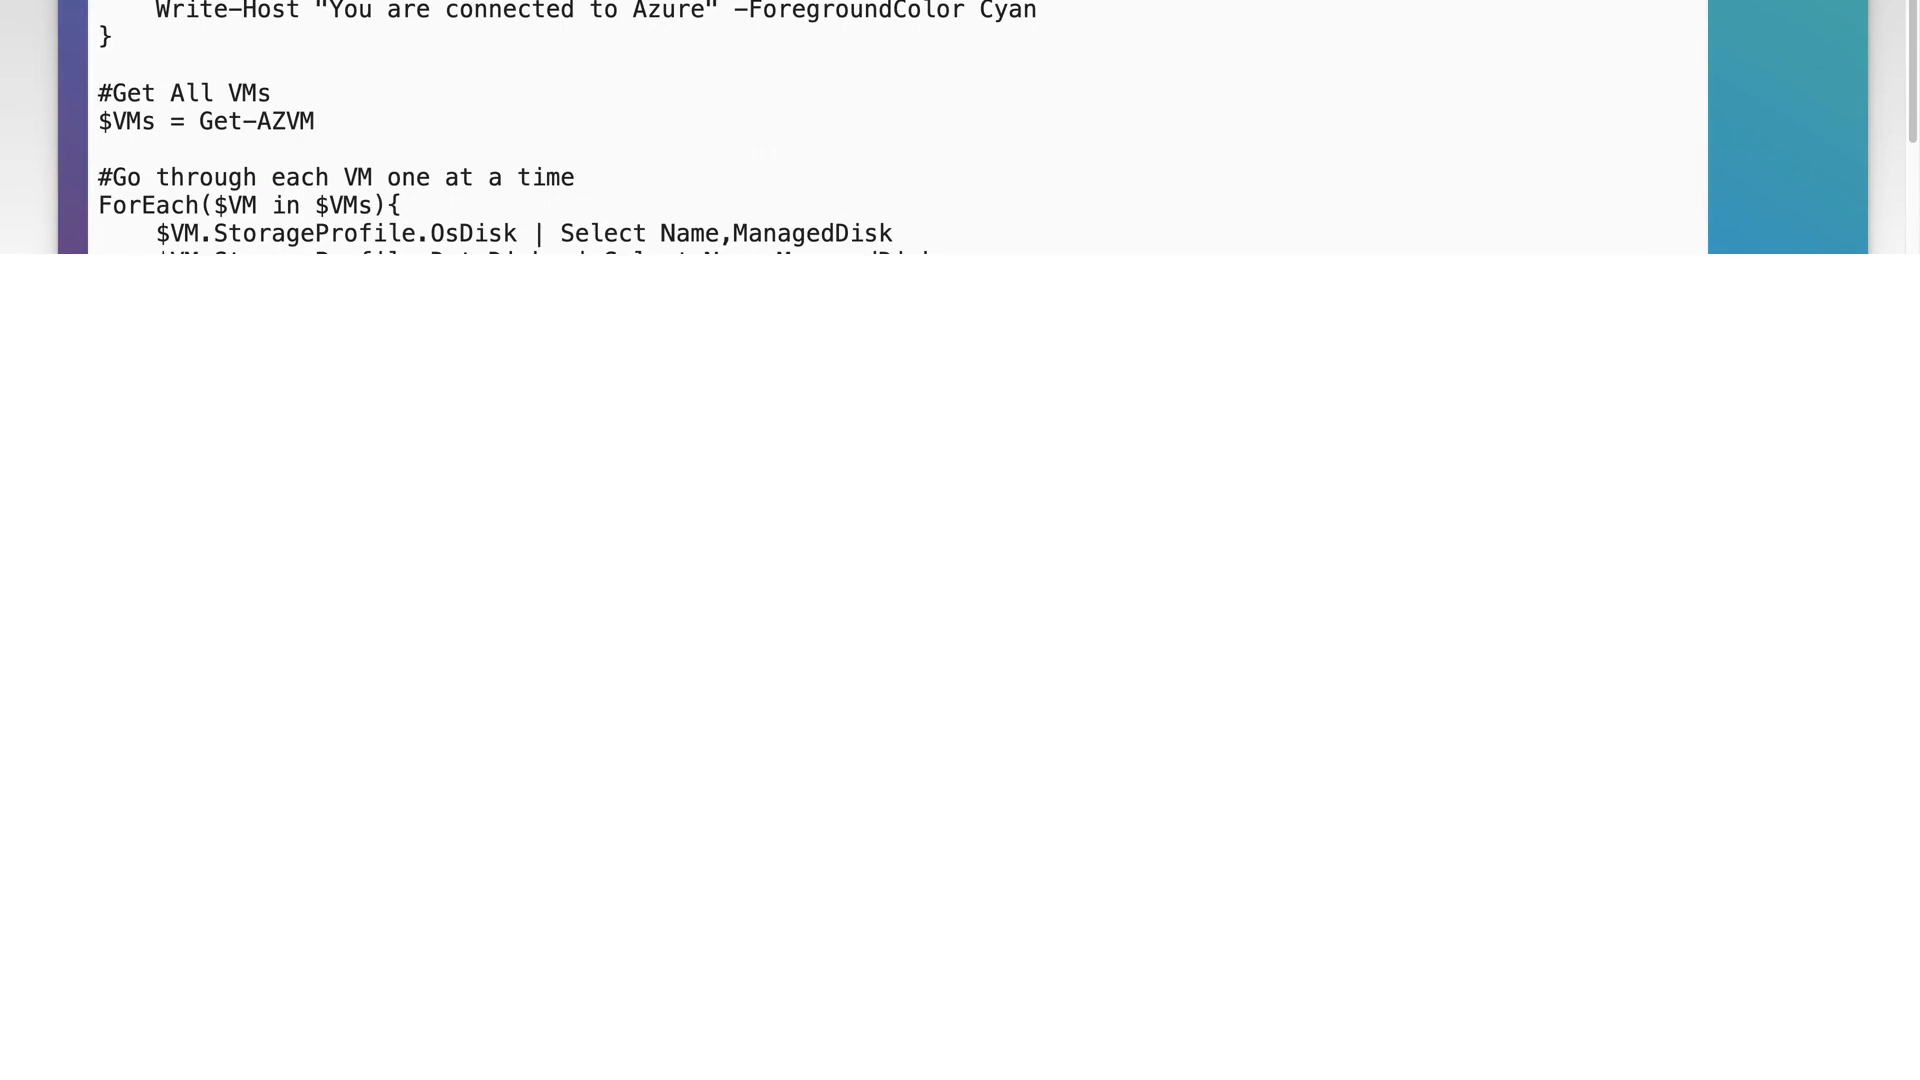 Write-Host "You are connected to Azure" -ForegroundColor Cyan
}
#Get All VMs
$VMs = Get-AZVM
#Go through each VM one at a time
ForEach($VM in $VMs){
$VM.StorageProfile.OsDisk | Select Name,ManagedDisk